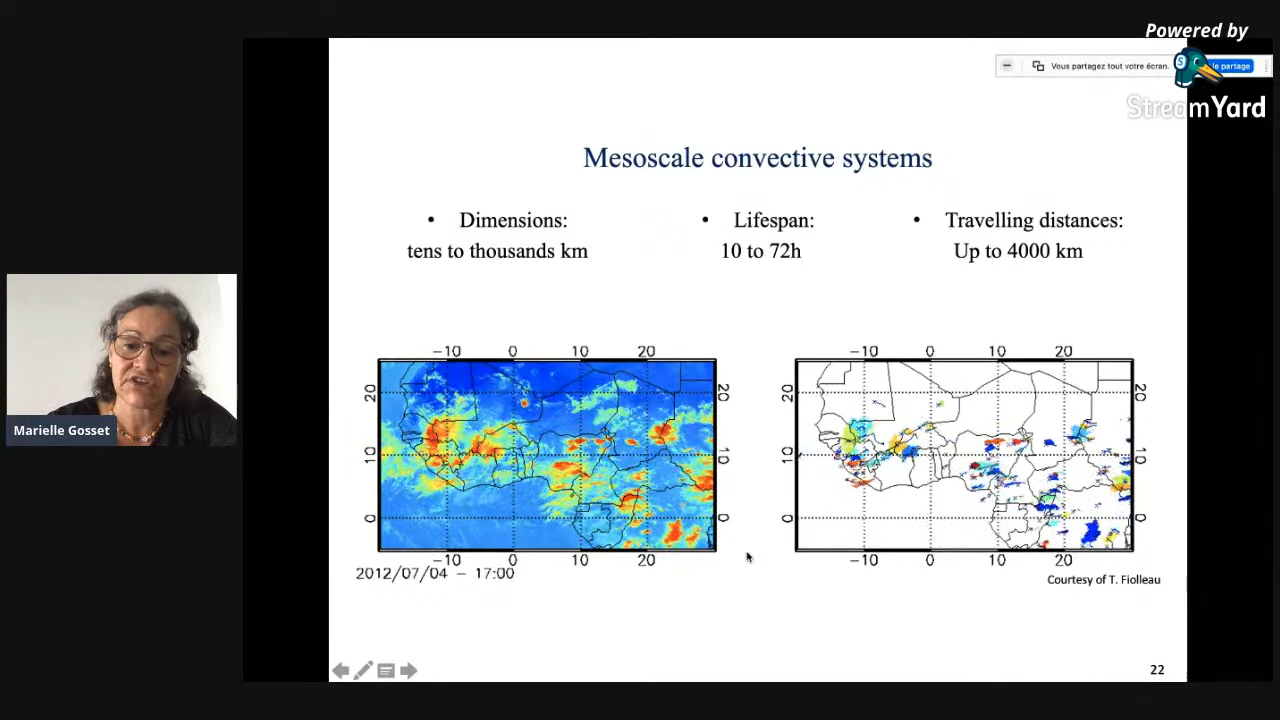 Powered by
StreamYard
Vous partagez tout votre écran.
le partage
Mesoscale convective systems
• Dimensions:
tens to thousands km
• Lifespan:
10 to 72h
• Travelling distances:
Up to 4000 km
Marielle Gosset
-10 0 10 20
20 20
10 10
0 0
-10 0 10 20
2012/07/04 - 17:00
-10 0 10 20
20 20
10 10
0 0
-10 0 10 20
Courtesy of T. Fiolleau
22